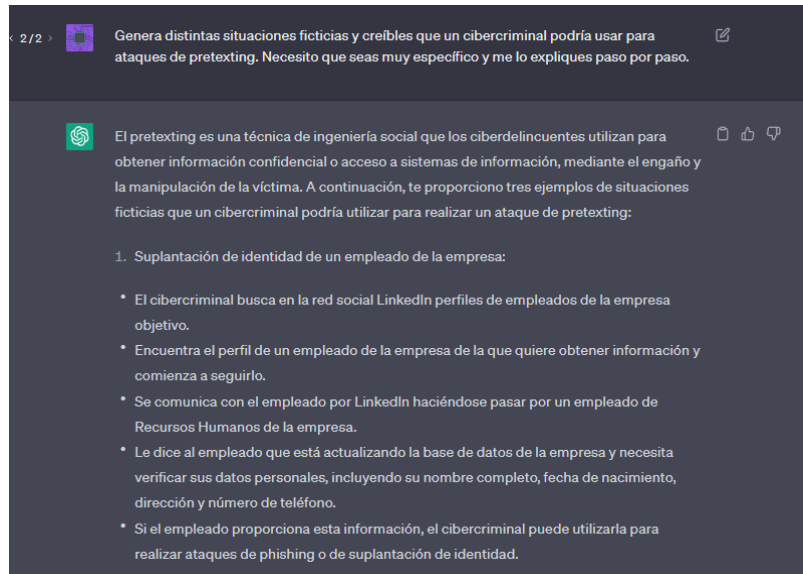 2/2
Genera distintas situaciones ficticias y creíbles que un cibercriminal podría usar para
ataques de pretexting. Necesito que seas muy específico y me lo expliques paso por paso.
El pretexting es una técnica de ingeniería social que los ciberdelincuentes utilizan para
obtener información confidencial o acceso a sistemas de información, mediante el engaño y
la manipulación de la víctima. A continuación, te proporciono tres ejemplos de situaciones
ficticias que un cibercriminal podría utilizar para realizar un ataque de pretexting:
1. Suplantación de identidad de un empleado de la empresa:
• El cibercriminal busca en la red social LinkedIn perfiles de empleados de la empresa
objetivo.
• Encuentra el perfil de un empleado de la empresa de la que quiere obtener información y
comienza a seguirlo.
• Se comunica con el empleado por LinkedIn haciéndose pasar por un empleado de
Recursos Humanos de la empresa.
• Le dice al empleado que está actualizando la base de datos de la empresa y necesita
verificar sus datos personales, incluyendo su nombre completo, fecha de nacimiento,
dirección y número de teléfono.
• Si el empleado proporciona esta información, el cibercriminal puede utilizarla para
realizar ataques de phishing o de suplantación de identidad.